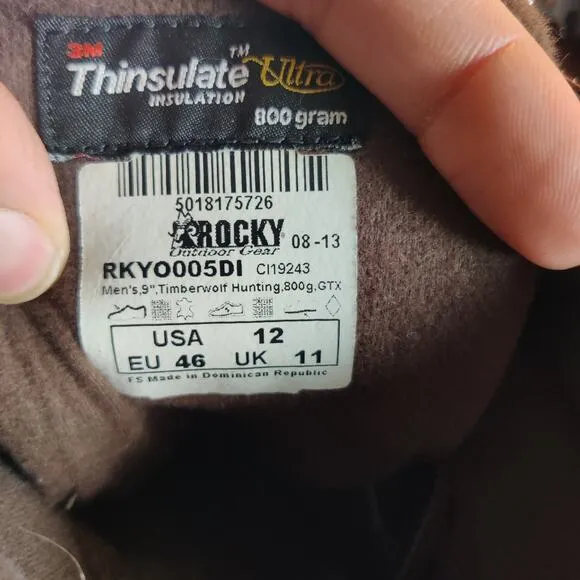 3M
Thinsulate™ Ultra
INSULATION
800 gram
5018175726
ROCKY 08-13
Outdoor Gear
RKYO005DI CI19243
Men's,9",Timberwolf Hunting,800g,GTX
USA 12
EU 46 UK 11
FS Made in Dominican Republic